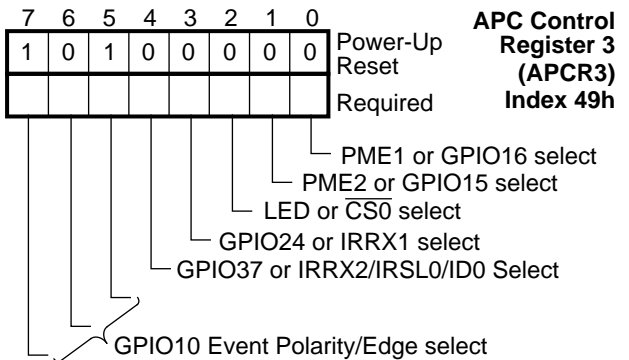 7 6 5 4 3 2 1 0
APC Control
Register 3
(APCR3)
Index 49h
1 0 1 0 0 0 0 0
Power-Up
Reset
Required
PME1 or GPIO16 select
PME2 or GPIO15 select
LED or CS0 select
GPIO24 or IRRX1 select
GPIO37 or IRRX2/IRSL0/ID0 Select
GPIO10 Event Polarity/Edge select